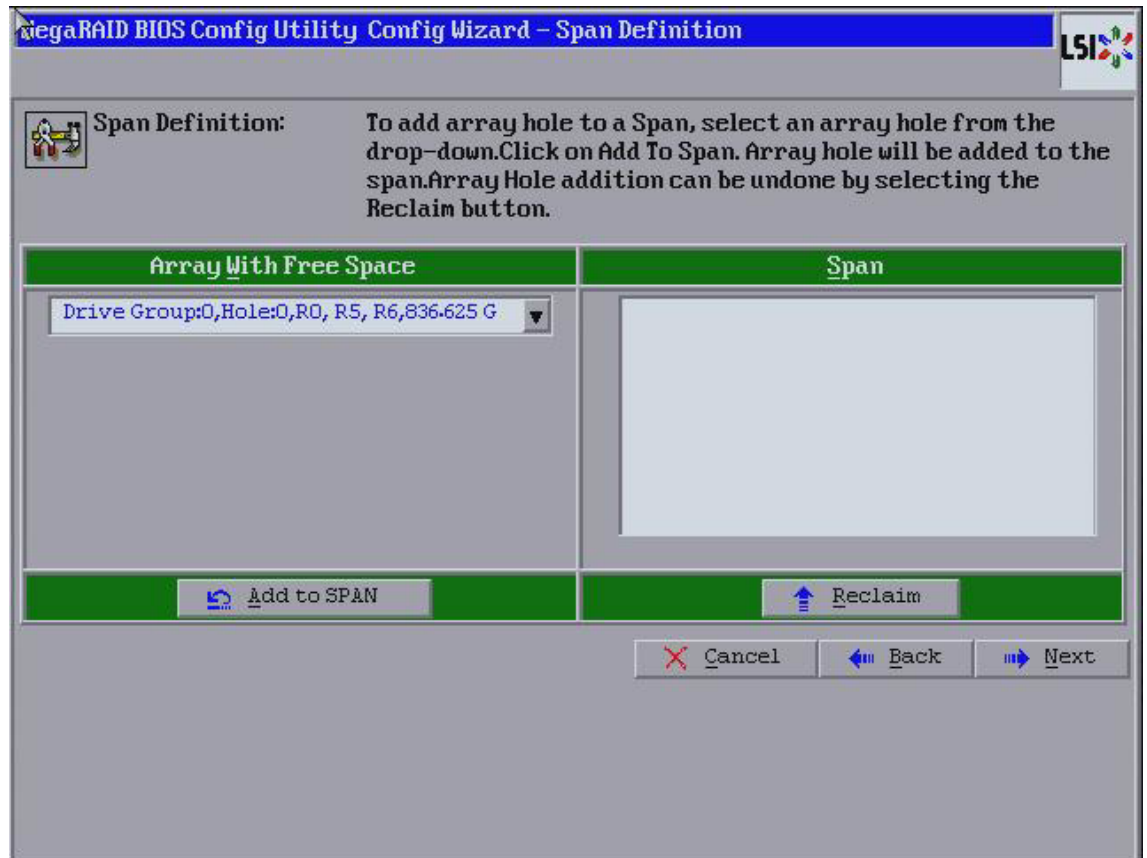 MegaRAID BIOS Config Utility Config Wizard – Span Definition
LSI
Span Definition:
To add array hole to a Span, select an array hole from the
drop-down.Click on Add To Span. Array hole will be added to the
span.Array Hole addition can be undone by selecting the
Reclaim button.
Array With Free Space
Span
Drive Group:0,Hole:0,R0, R5, R6,836.625 G
Add to SPAN
Reclaim
Cancel
Back
Next